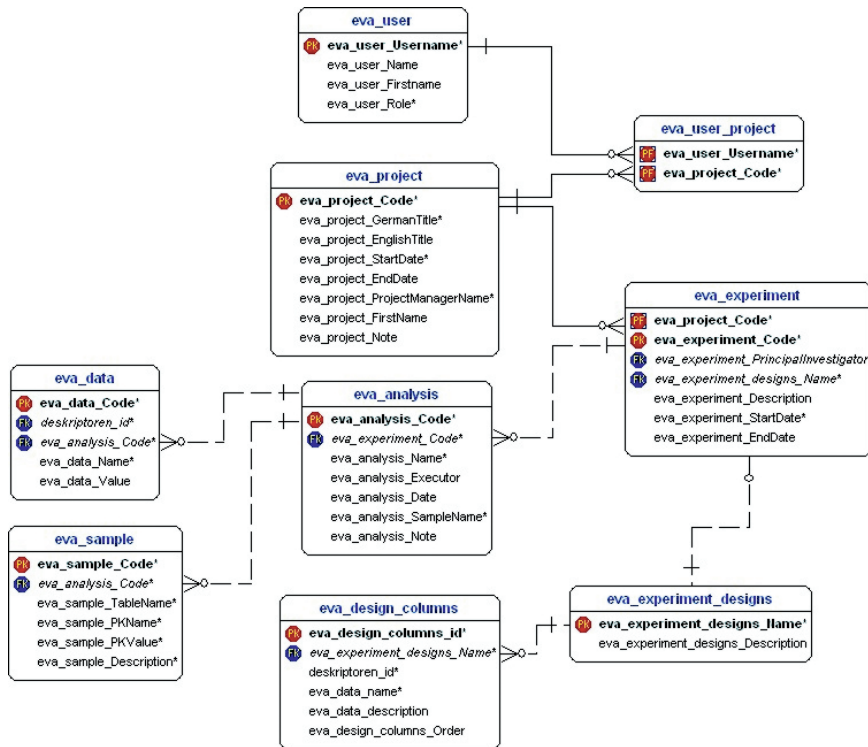 eva_user
PK eva_user_Username*
eva_user_Name
eva_user_Firstname
eva_user_Role*
eva_user_project
PF eva_user_Username*
PF eva_project_Code*
eva_project
PK eva_project_Code*
eva_project_GermanTitle*
eva_project_EnglishTitle
eva_project_StartDate*
eva_project_EndDate
eva_project_ProjectManagerName*
eva_project_FirstName
eva_project_Note
eva_experiment
PF eva_project_Code*
PK eva_experiment_Code*
FK eva_experiment_PrincipalInvestigator
FK eva_experiment_designs_Name*
eva_experiment_Description
eva_experiment_StartDate*
eva_experiment_EndDate
eva_data
PK eva_data_Code*
FK deskriptoren_id*
FK eva_analysis_Code*
eva_data_Name*
eva_data_Value
eva_analysis
PK eva_analysis_Code*
FK eva_experiment_Code*
eva_analysis_Name*
eva_analysis_Executor
eva_analysis_Date
eva_analysis_SampleName*
eva_analysis_Note
eva_sample
PK eva_sample_Code*
FK eva_analysis_Code*
eva_sample_TableName*
eva_sample_PKName*
eva_sample_PKValue*
eva_sample_Description*
eva_design_columns
PK eva_design_columns_id*
FK eva_experiment_designs_Name*
deskriptoren_id*
eva_data_name*
eva_data_description
eva_design_columns_Order
eva_experiment_designs
PK eva_experiment_designs_Name*
eva_experiment_designs_Description